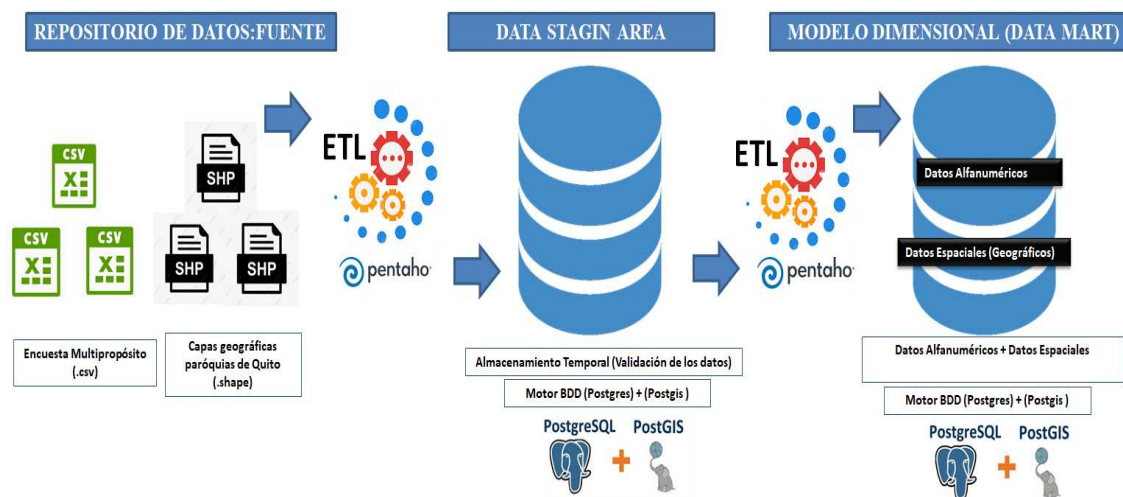 REPOSITORIO DE DATOS:FUENTE
CSV
CSV
CSV
SHP
SHP
SHP
Encuesta Multipropósito
(.csv)
Capas geográficas
paróquias de Quito
(.shape)
ETL
pentaho
DATA STAGIN AREA
Almacenamiento Temporal (Validación de los datos)
Motor BDD (Postgres) + (Postgis )
PostgreSQL
PostGIS
+
ETL
pentaho
MODELO DIMENSIONAL (DATA MART)
Datos Alfanuméricos
Datos Espaciales (Geográficos)
Datos Alfanuméricos + Datos Espaciales
Motor BDD (Postgres) + (Postgis )
PostgreSQL
PostGIS
+